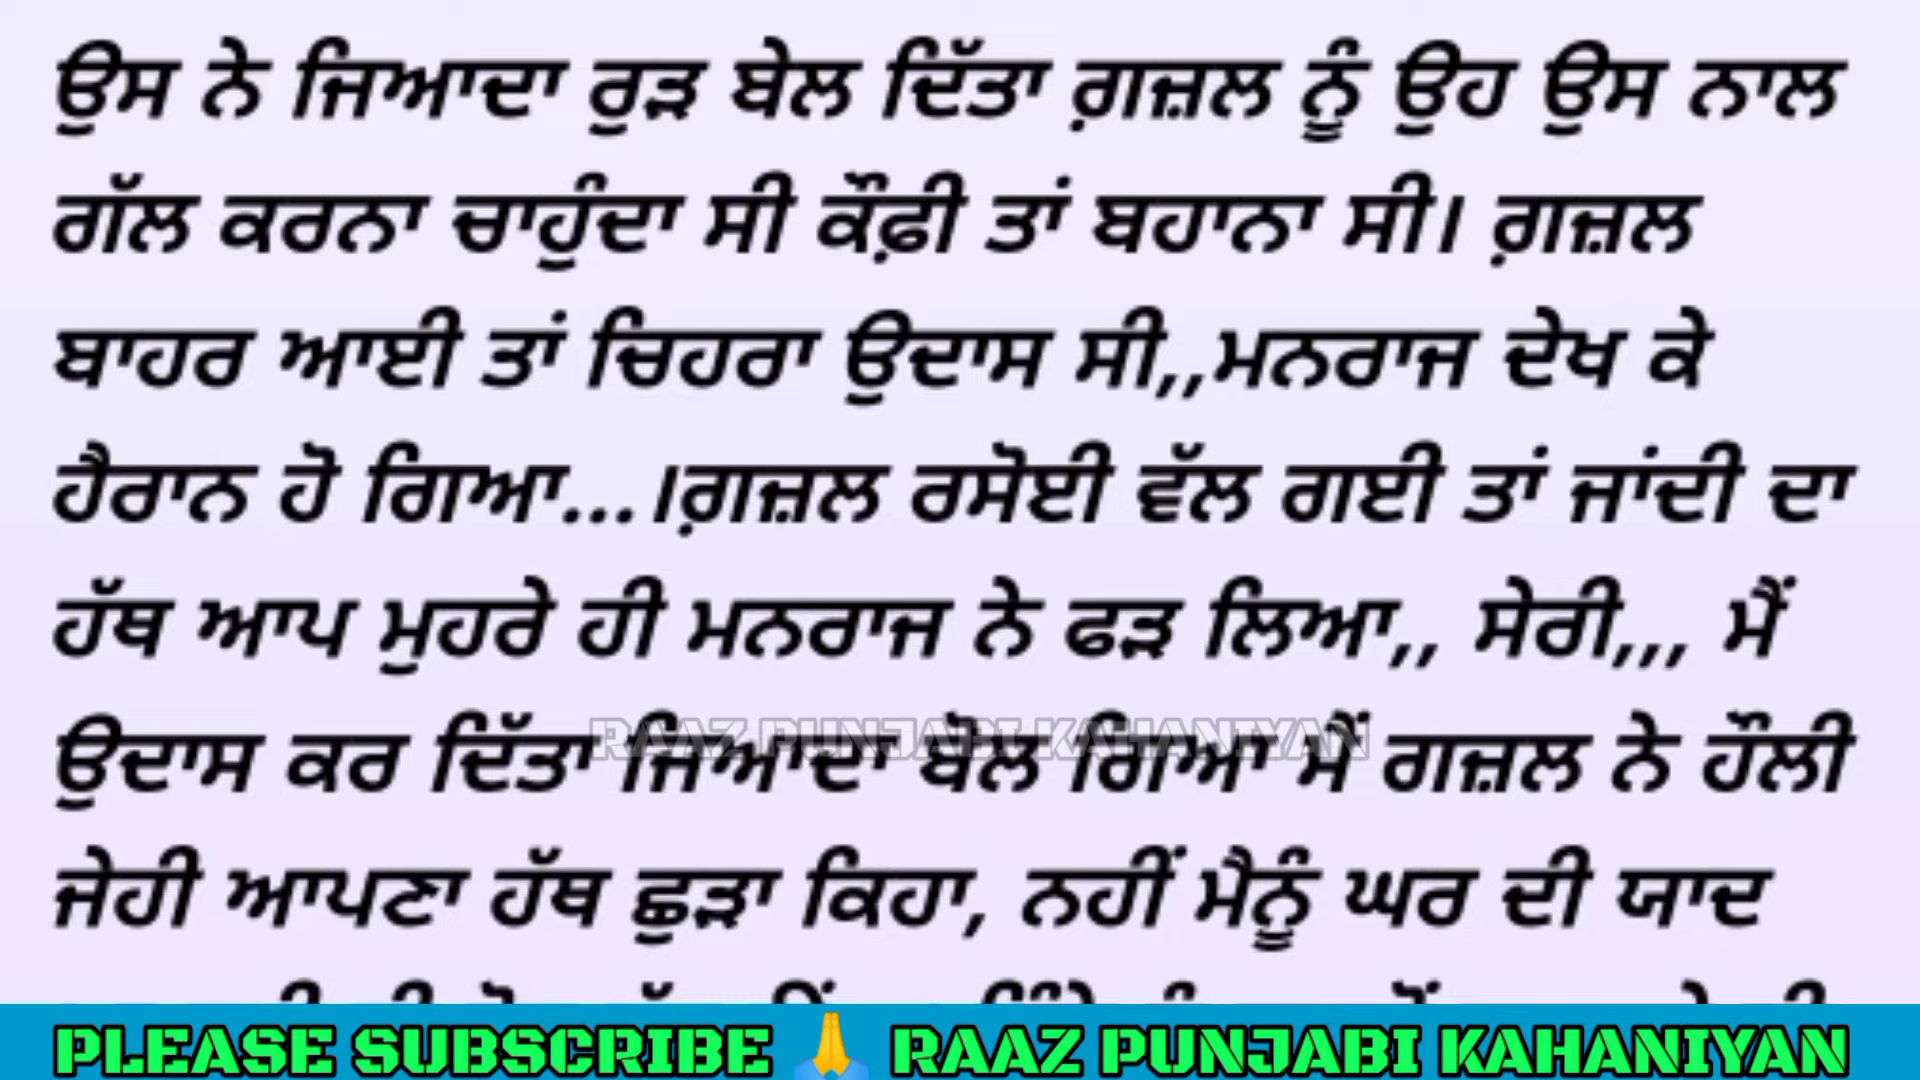 ਉਸ ਨੇ ਜਿਆਦਾ ਰੁੜ ਬੇਲ ਦਿੱਤਾ ਗ਼ਜ਼ਲ ਨੂੰ ਉਹ ਉਸ ਨਾਲ
ਗੱਲ ਕਰਨਾ ਚਾਹੁੰਦਾ ਸੀ ਕੌਫ਼ੀ ਤਾਂ ਬਹਾਨਾ ਸੀ। ਗ਼ਜ਼ਲ
ਬਾਹਰ ਆਈ ਤਾਂ ਚਿਹਰਾ ਉਦਾਸ ਸੀ,,ਮਨਰਾਜ ਦੇਖ ਕੇ
ਹੈਰਾਨ ਹੋ ਗਿਆ...।ਗ਼ਜ਼ਲ ਰਸੋਈ ਵੱਲ ਗਈ ਤਾਂ ਜਾਂਦੀ ਦਾ
ਹੱਥ ਆਪ ਮੁਹਰੇ ਹੀ ਮਨਰਾਜ ਨੇ ਫੜ ਲਿਆ,, ਸੇਰੀ,,, ਮੈਂ
ਉਦਾਸ ਕਰ ਦਿੱਤਾ ਜਿਆਦਾ ਬੋਲ ਗਿਆ ਮੈਂ ਗਜ਼ਲ ਨੇ ਹੌਲੀ
RAAZ PUNJABI KAHANIYAN
ਜੇਹੀ ਆਪਣਾ ਹੱਥ ਛੁੜਾ ਕਿਹਾ, ਨਹੀਂ ਮੈਨੂੰ ਘਰ ਦੀ ਯਾਦ
PLEASE SUBSCRIBE 🙏 RAAZ PUNJABI KAHANIYAN